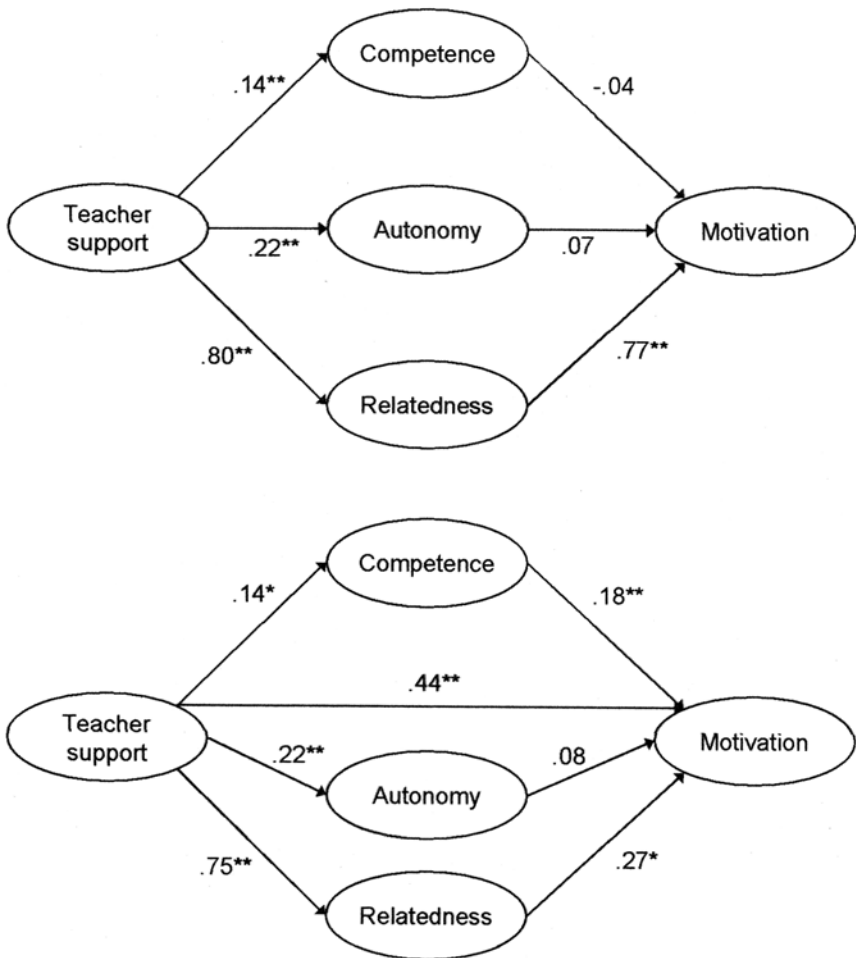 Competence
.14**
-.04
Teacher
support
.22**
Autonomy
.07
Motivation
.80**
.77**
Relatedness
Competence
.14*
.18**
.44**
Teacher
support
Motivation
.22**
.08
Autonomy
.75**
.27*
Relatedness